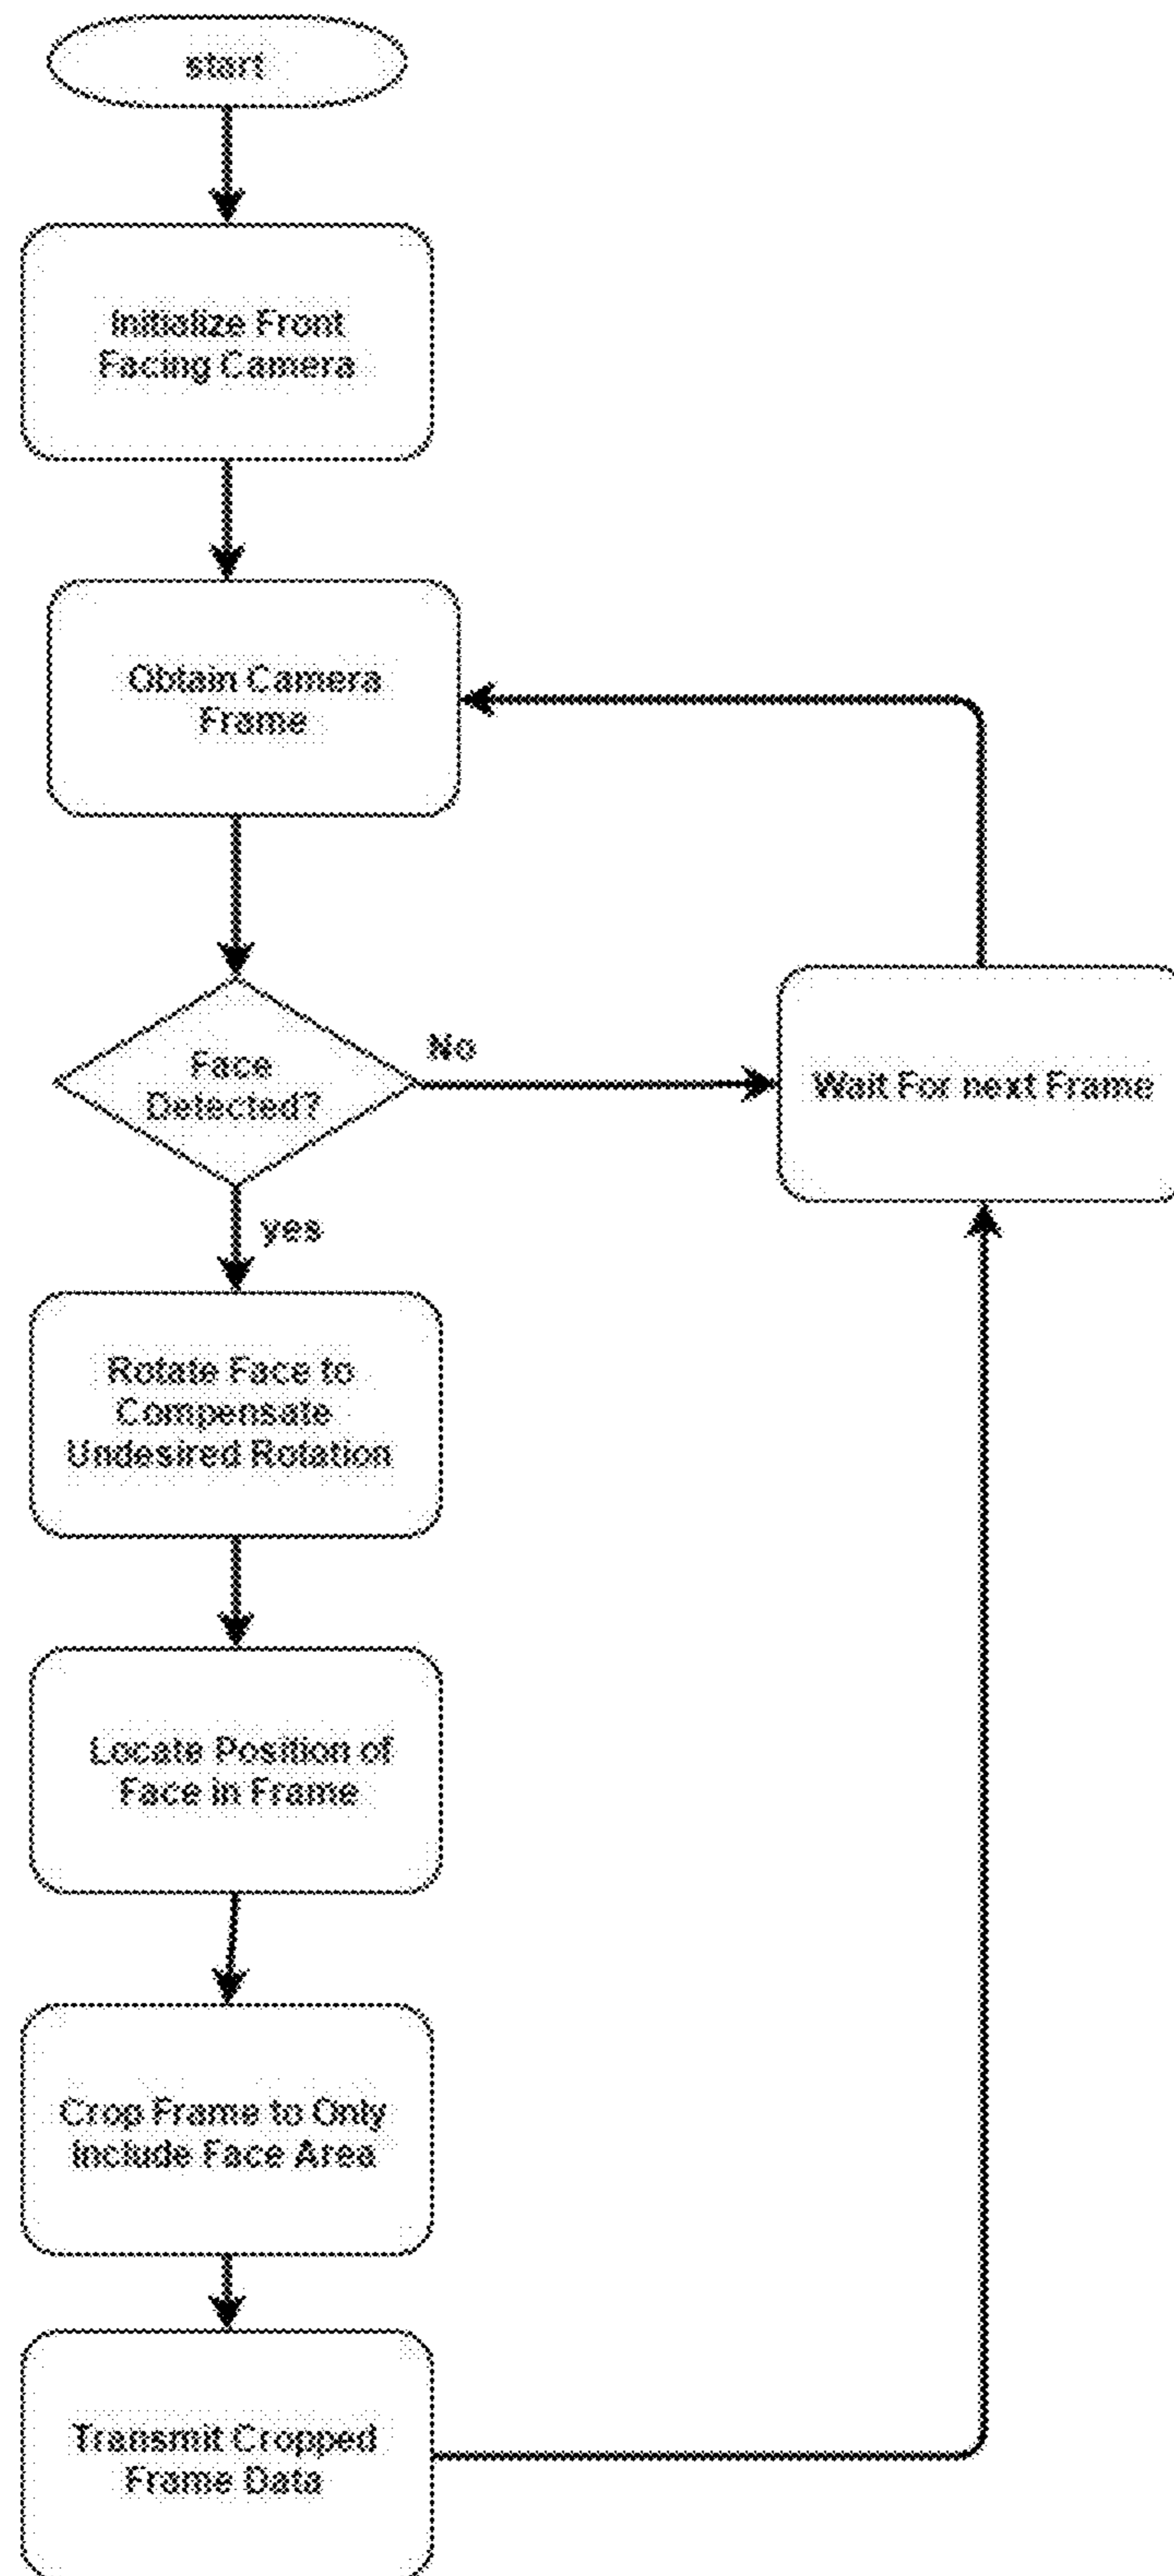 start
Initialize Front
Facing Camera
Obtain Camera
Frame
Face
Detected?
No
Wait For next Frame
yes
Rotate Face to
Compensate
Undesired Rotation
Locate Position of
Face in Frame
Crop Frame to Only
Include Face Area
Transmit Cropped
Frame Data